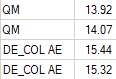 QM 13.92
QM 14.07
DE_COL AE 15.44
DE_COL AE 15.32